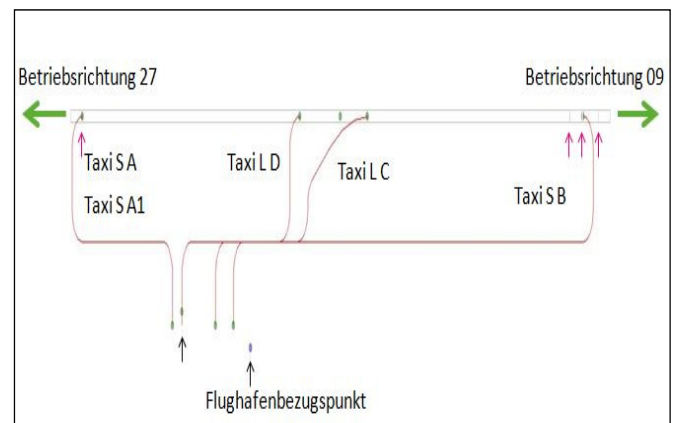 Betriebsrichtung 27
Betriebsrichtung 09
Taxi S A
Taxi L D
Taxi L C
Taxi S A1
Taxi S B
Flughafenbezugspunkt